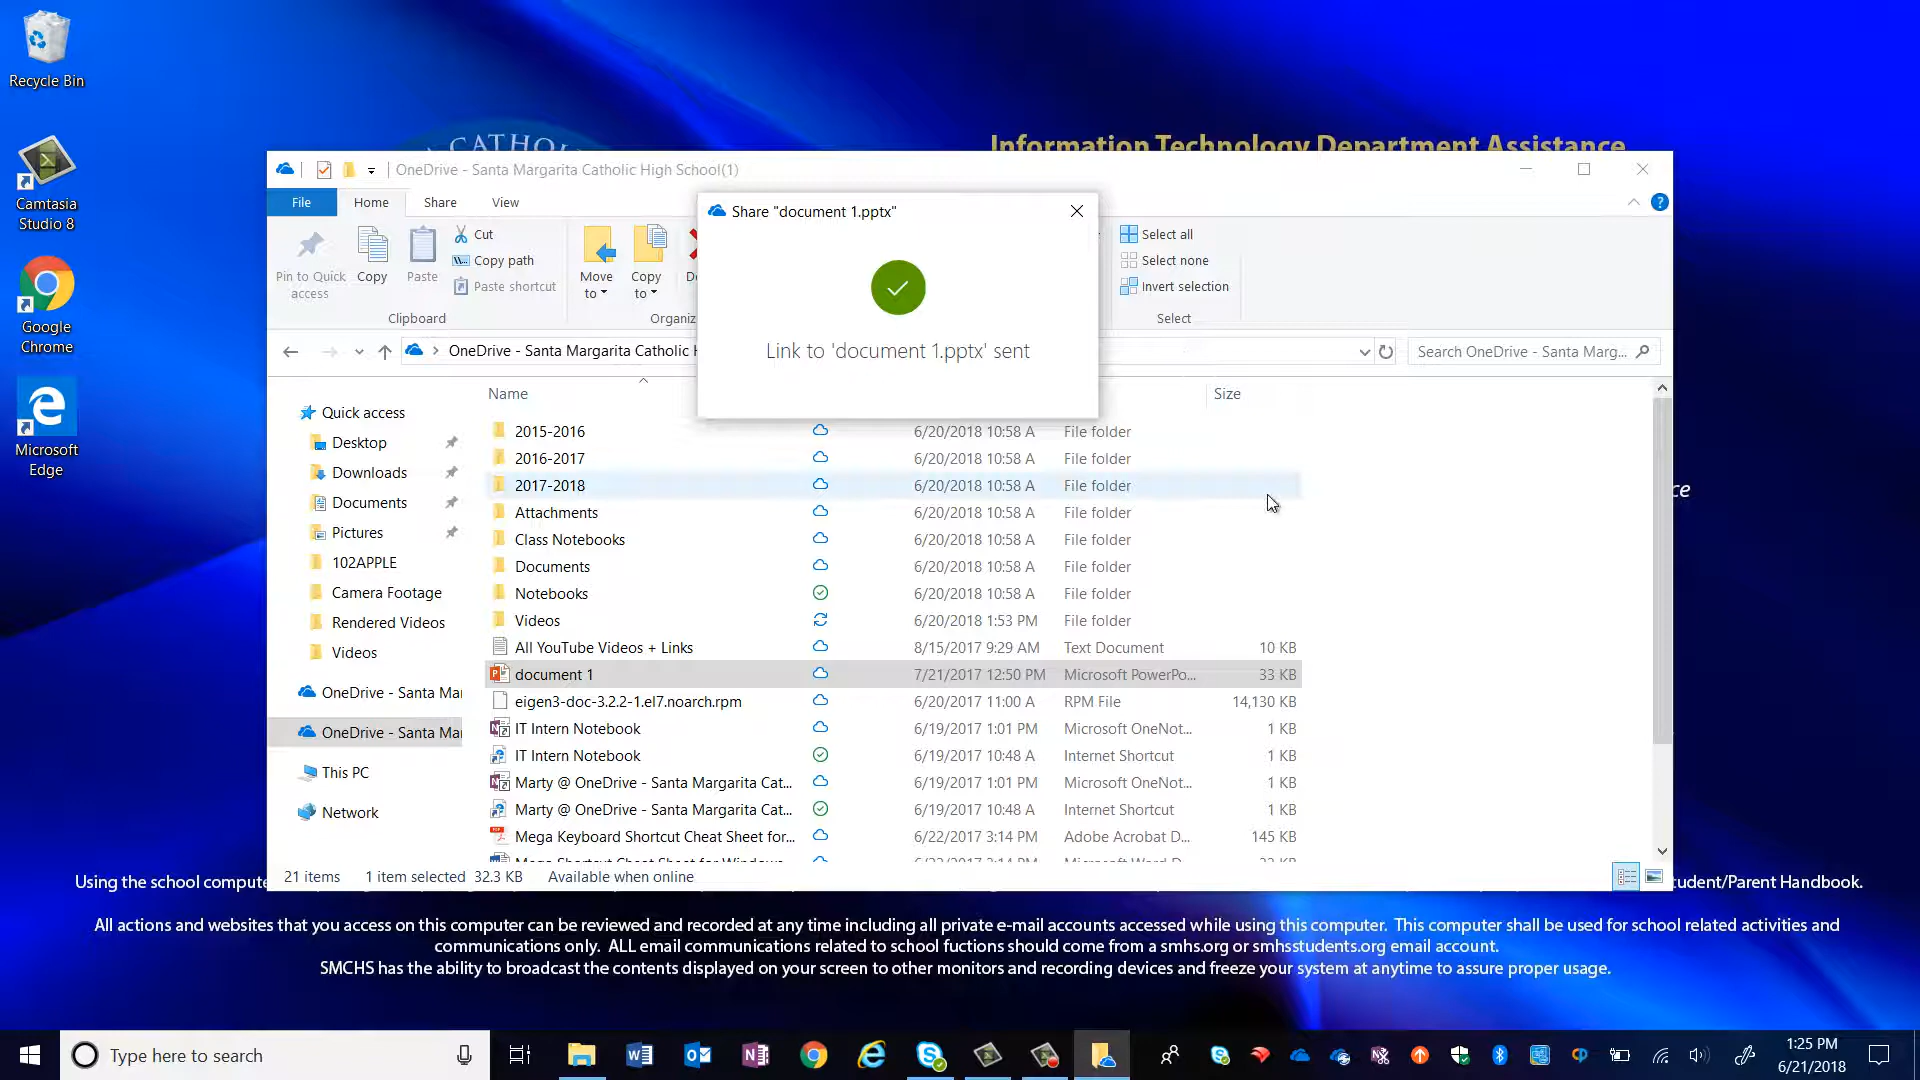 Recycle Bin
Camtasia
Studio 8
Google
Chrome
Microsoft
Edge
CATHO
Information Technology Department Assistance
OneDrive - Santa Margarita Catholic High School(1)
File
Home
Share
View
Pin to Quick
access
Copy
Paste
Cut
Copy path
Paste shortcut
Clipboard
Move
to
Copy
to
Organiz
Select all
Select none
Invert selection
Select
Share "document 1.pptx"
Link to 'document 1.pptx' sent
OneDrive - Santa Margarita Catholic H
Search OneDrive - Santa Marg...
Name
Size
Quick access
Desktop
Downloads
Documents
Pictures
102APPLE
Camera Footage
Rendered Videos
Videos
OneDrive - Santa Mar
OneDrive - Santa Mar
This PC
Network
2015-2016 6/20/2018 10:58 A File folder
2016-2017 6/20/2018 10:58 A File folder
2017-2018 6/20/2018 10:58 A File folder
Attachments 6/20/2018 10:58 A File folder
Class Notebooks 6/20/2018 10:58 A File folder
Documents 6/20/2018 10:58 A File folder
Notebooks 6/20/2018 10:58 A File folder
Videos 6/20/2018 1:53 PM File folder
All YouTube Videos + Links 8/15/2017 9:29 AM Text Document 10 KB
document 1 7/21/2017 12:50 PM Microsoft PowerPo... 33 KB
eigen3-doc-3.2.2-1.el7.noarch.rpm 6/20/2017 11:00 A RPM File 14,130 KB
IT Intern Notebook 6/19/2017 1:01 PM Microsoft OneNot... 1 KB
IT Intern Notebook 6/19/2017 10:48 A Internet Shortcut 1 KB
Marty @ OneDrive - Santa Margarita Cat... 6/19/2017 1:01 PM Microsoft OneNot... 1 KB
Marty @ OneDrive - Santa Margarita Cat... 6/19/2017 10:48 A Internet Shortcut 1 KB
Mega Keyboard Shortcut Cheat Sheet for... 6/22/2017 3:14 PM Adobe Acrobat D... 145 KB
21 items 1 item selected 32.3 KB Available when online
ce
Using the school compute
tudent/Parent Handbook.
All actions and websites that you access on this computer can be reviewed and recorded at any time including all private e-mail accounts accessed while using this computer. This computer shall be used for school related activities and
communications only. ALL email communications related to school fuctions should come from a smhs.org or smhsstudents.org email account.
SMCHS has the ability to broadcast the contents displayed on your screen to other monitors and recording devices and freeze your system at anytime to assure proper usage.
Type here to search
1:25 PM
6/21/2018